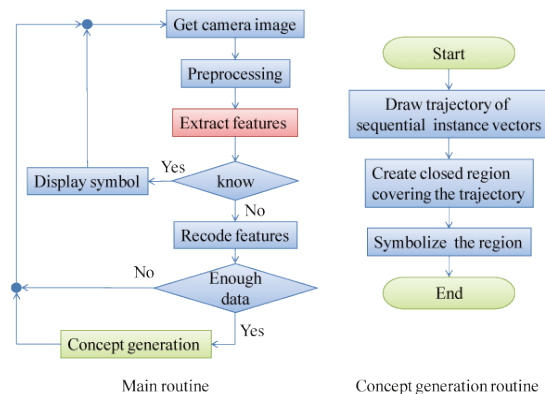 Get camera image
Preprocessing
Extract features
Yes
Display symbol
know
No
Recode features
No
Enough
data
Yes
Concept generation
Main routine
Start
Draw trajectory of
sequential instance vectors
Create closed region
covering the trajectory
Symbolize the region
End
Concept generation routine